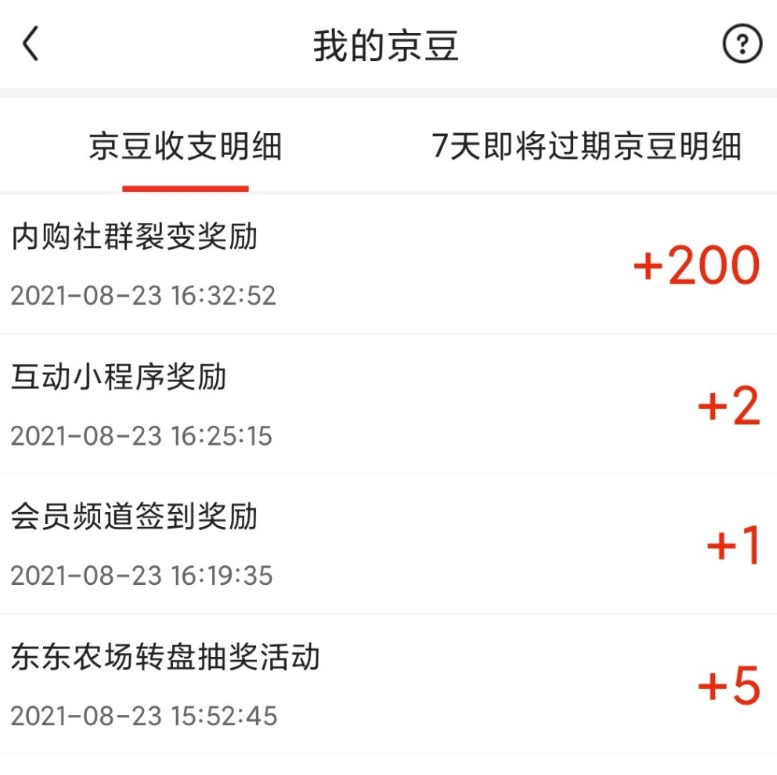 我的京豆
京豆收支明细
7天即将过期京豆明细
内购社群裂变奖励
2021-08-23 16:32:52
+200
互动小程序奖励
2021-08-23 16:25:15
+2
会员频道签到奖励
2021-08-23 16:19:35
+1
东东农场转盘抽奖活动
2021-08-23 15:52:45
+5